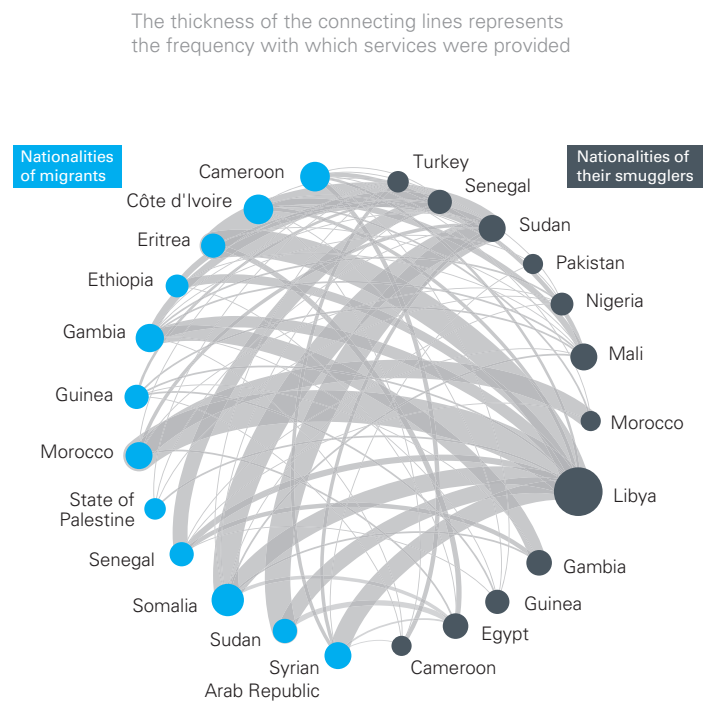 The thickness of the connecting lines represents
the frequency with which services were provided
Nationalities
of migrants
Nationalities of
their smugglers
Cameroon
Côte d'Ivoire
Eritrea
Ethiopia
Gambia
Guinea
Morocco
State of
Palestine
Senegal
Somalia
Sudan
Syrian
Arab Republic
Turkey
Senegal
Sudan
Pakistan
Nigeria
Mali
Morocco
Libya
Gambia
Guinea
Egypt
Cameroon